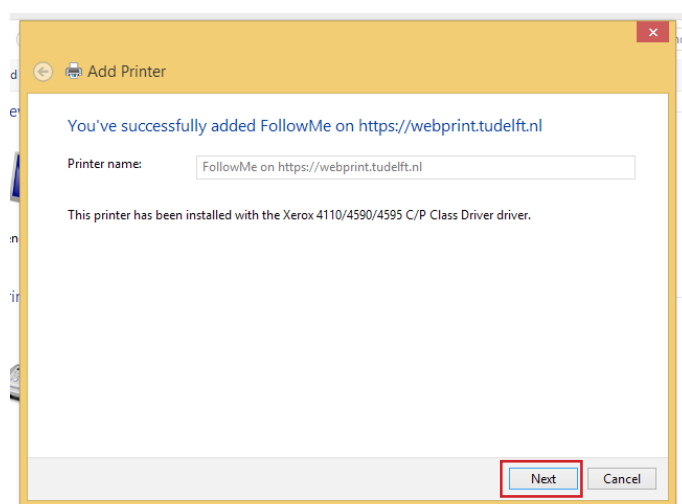 Add Printer
You've successfully added FollowMe on https://webprint.tudelft.nl
Printer name:
FollowMe on https://webprint.tudelft.nl
This printer has been installed with the Xerox 4110/4590/4595 C/P Class Driver driver.
Next
Cancel